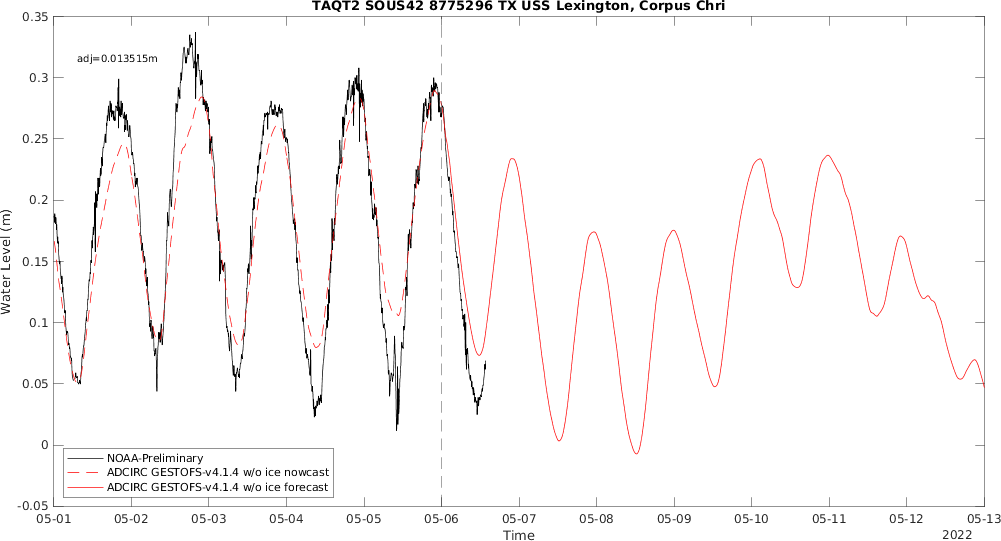 TAQT2 SOUS42 8775296 TX USS Lexington, Corpus Chri
0.35
adj=0.013515m
0.3
0.25
0.2
0.15
0.1
0.05
0
-0.05
Water Level (m)
NOAA-Preliminary
ADCIRC GESTOFS-v4.1.4 w/o ice nowcast
ADCIRC GESTOFS-v4.1.4 w/o ice forecast
05-01 05-02 05-03 05-04 05-05 05-06 05-07 05-08 05-09 05-10 05-11 05-12 05-13
Time
2022